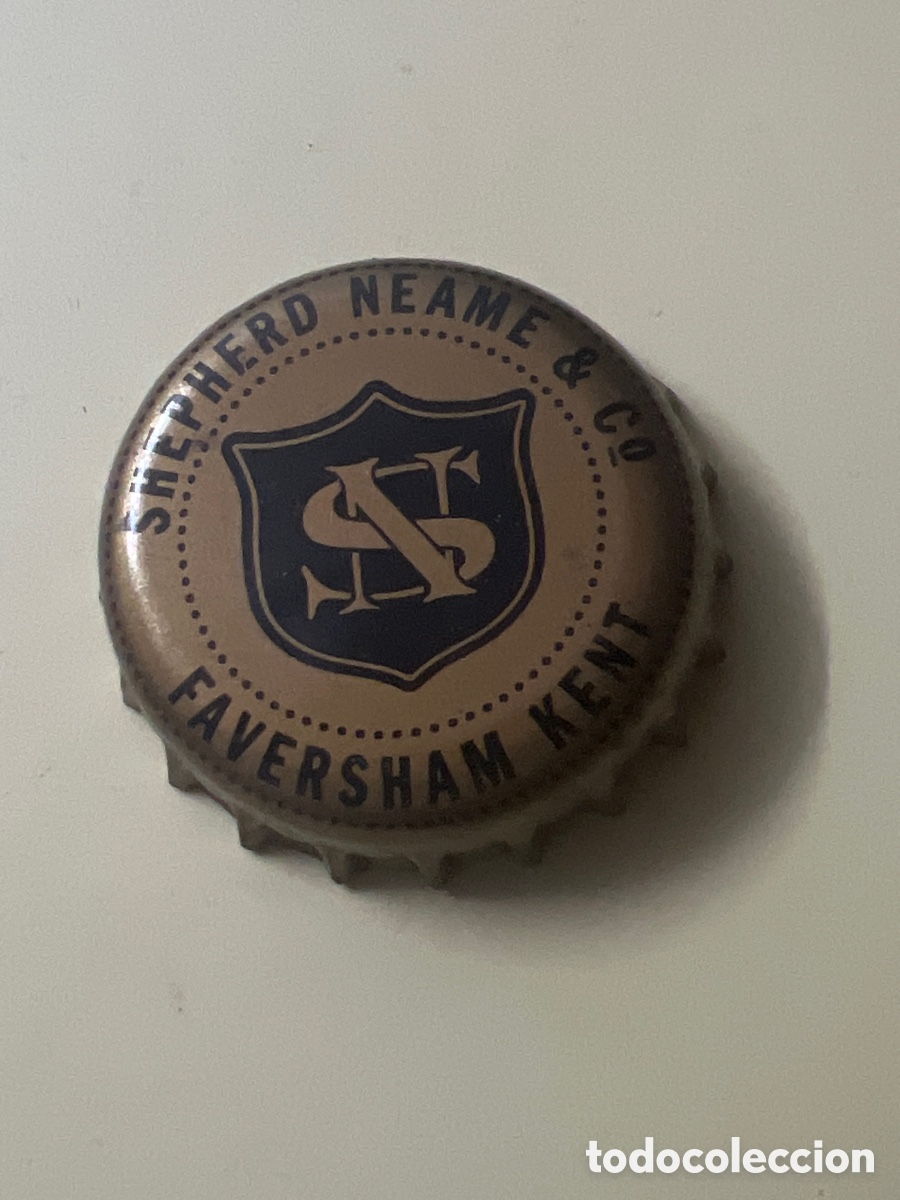 SHEPHERD NEAME & Cº
SN
FAVERSHAM KENT
todocoleccion